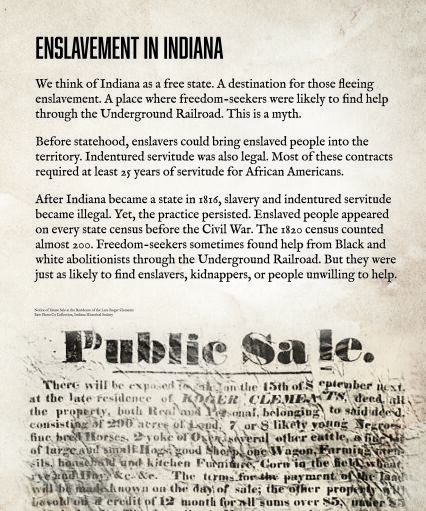 ENSLAVEMENT IN INDIANA
We think of Indiana as a free state. A destination for those fleeing
enslavement. A place where freedom-seekers were likely to find help
through the Underground Railroad. This is a myth.
Before statehood, enslavers could bring enslaved people into the
territory. Indentured servitude was also legal. Most of these contracts
required at least 25 years of servitude for African Americans.
After Indiana became a state in 1816, slavery and indentured servitude
became illegal. Yet, the practice persisted. Enslaved people appeared
on every state census before the Civil War. The 1820 census counted
almost 200. Freedom-seekers sometimes found help from Black and
white abolitionists through the Underground Railroad. But they were
just as likely to find enslavers, kidnappers, or people unwilling to help.
Notice of Estate Sale at the Residence of the Late Roger Clements
Bass Photo Co Collection, Indiana Historical Society
Public Sale.
There will be exposed to sale, on the 15th of September next,
at the late residence of ROGER CLEMENTS, deced, all
the property, both Real and Personal, belonging to said deced,
consisting of 290 acres of Land, 7 or 8 likely young Negroes,
fine bred Horses, 2 yoke of Oxen, several other cattle, a fine
of large and small Hogs, good Sheep, one Wagon, Farming
sils, household and kitchen Furniture, Corn in the field, wheat,
rye and &c. &c. The terms for the payment of the land
will be made known on the day of sale; the other property will
be sold on a credit of 12 month for all sums over $5, under $5